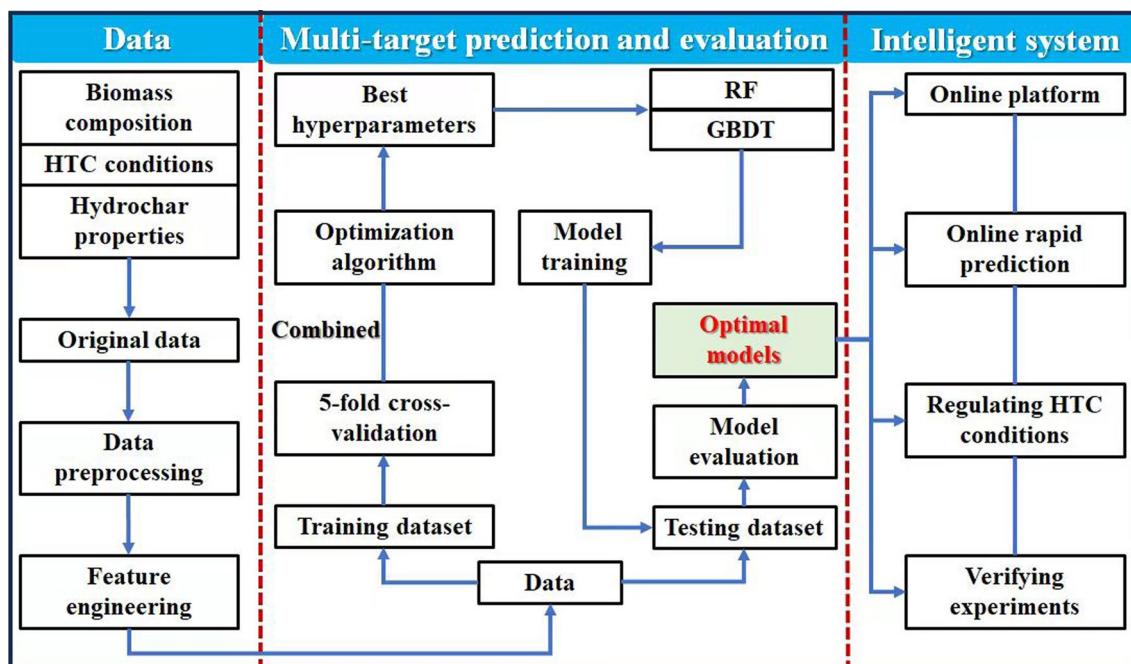 Data
Multi-target prediction and evaluation
Intelligent system
Biomass
composition
HTC conditions
Hydrochar
properties
Original data
Data
preprocessing
Feature
engineering
Best
hyperparameters
Optimization
algorithm
Combined
5-fold cross-
validation
Training dataset
Data
RF
GBDT
Model
training
Optimal
models
Model
evaluation
Testing dataset
Online platform
Online rapid
prediction
Regulating HTC
conditions
Verifying
experiments